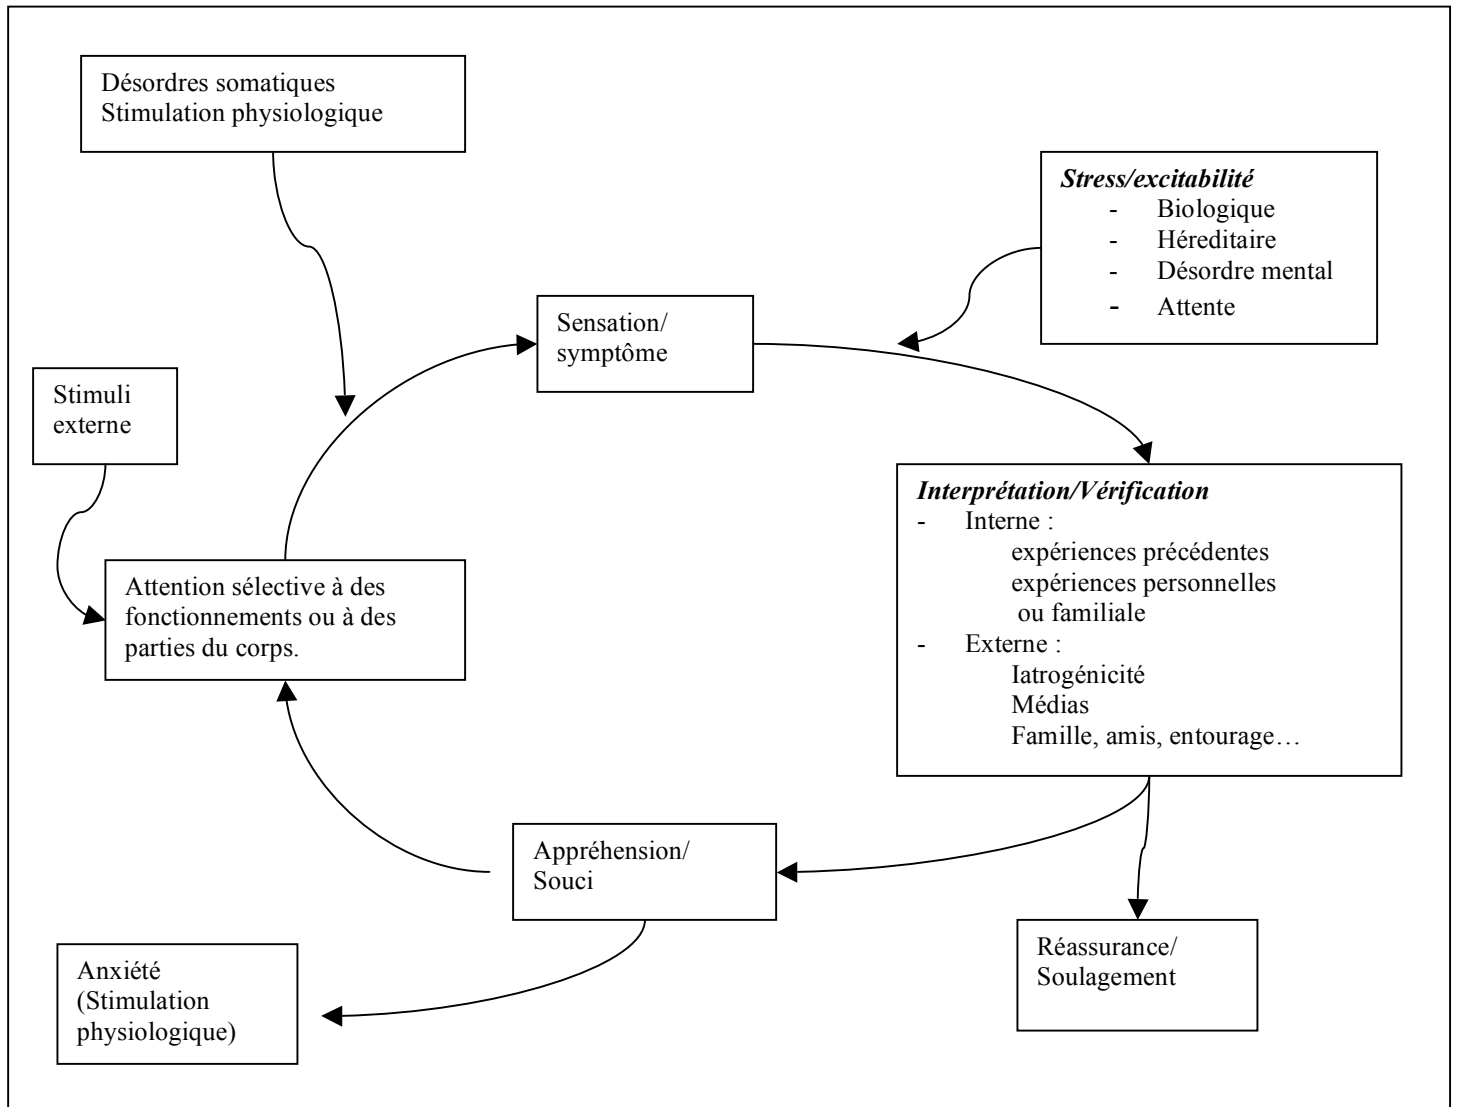 Désordres somatiques
Stimulation physiologique
Stress/excitabilité
- Biologique
- Héreditaire
- Désordre mental
- Attente
Sensation/
symptôme
Stimuli
externe
Interprétation/Vérification
- Interne :
expériences précédentes
expériences personnelles
ou familiale
- Externe :
Iatrogénicité
Médias
Famille, amis, entourage…
Attention sélective à des
fonctionnements ou à des
parties du corps.
Appréhension/
Souci
Anxiété
(Stimulation
physiologique)
Réassurance/
Soulagement